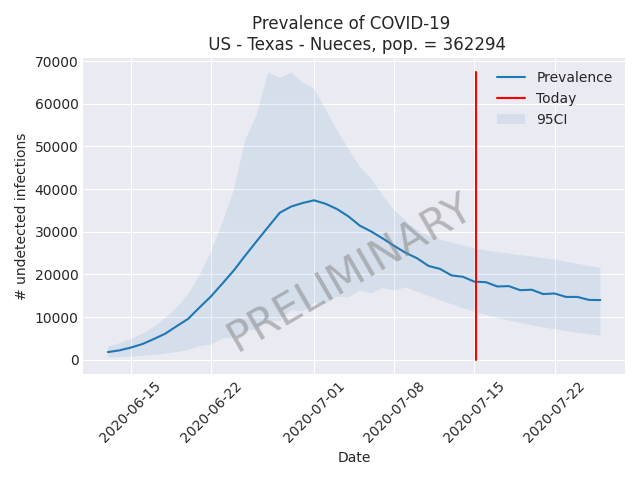 Prevalence of COVID-19
US - Texas - Nueces, pop. = 362294
70000
60000
50000
40000
30000
20000
10000
0
# undetected infections
Prevalence
Today
95CI
PRELIMINARY
2020-06-15
2020-06-22
2020-07-01
2020-07-08
2020-07-15
2020-07-22
Date